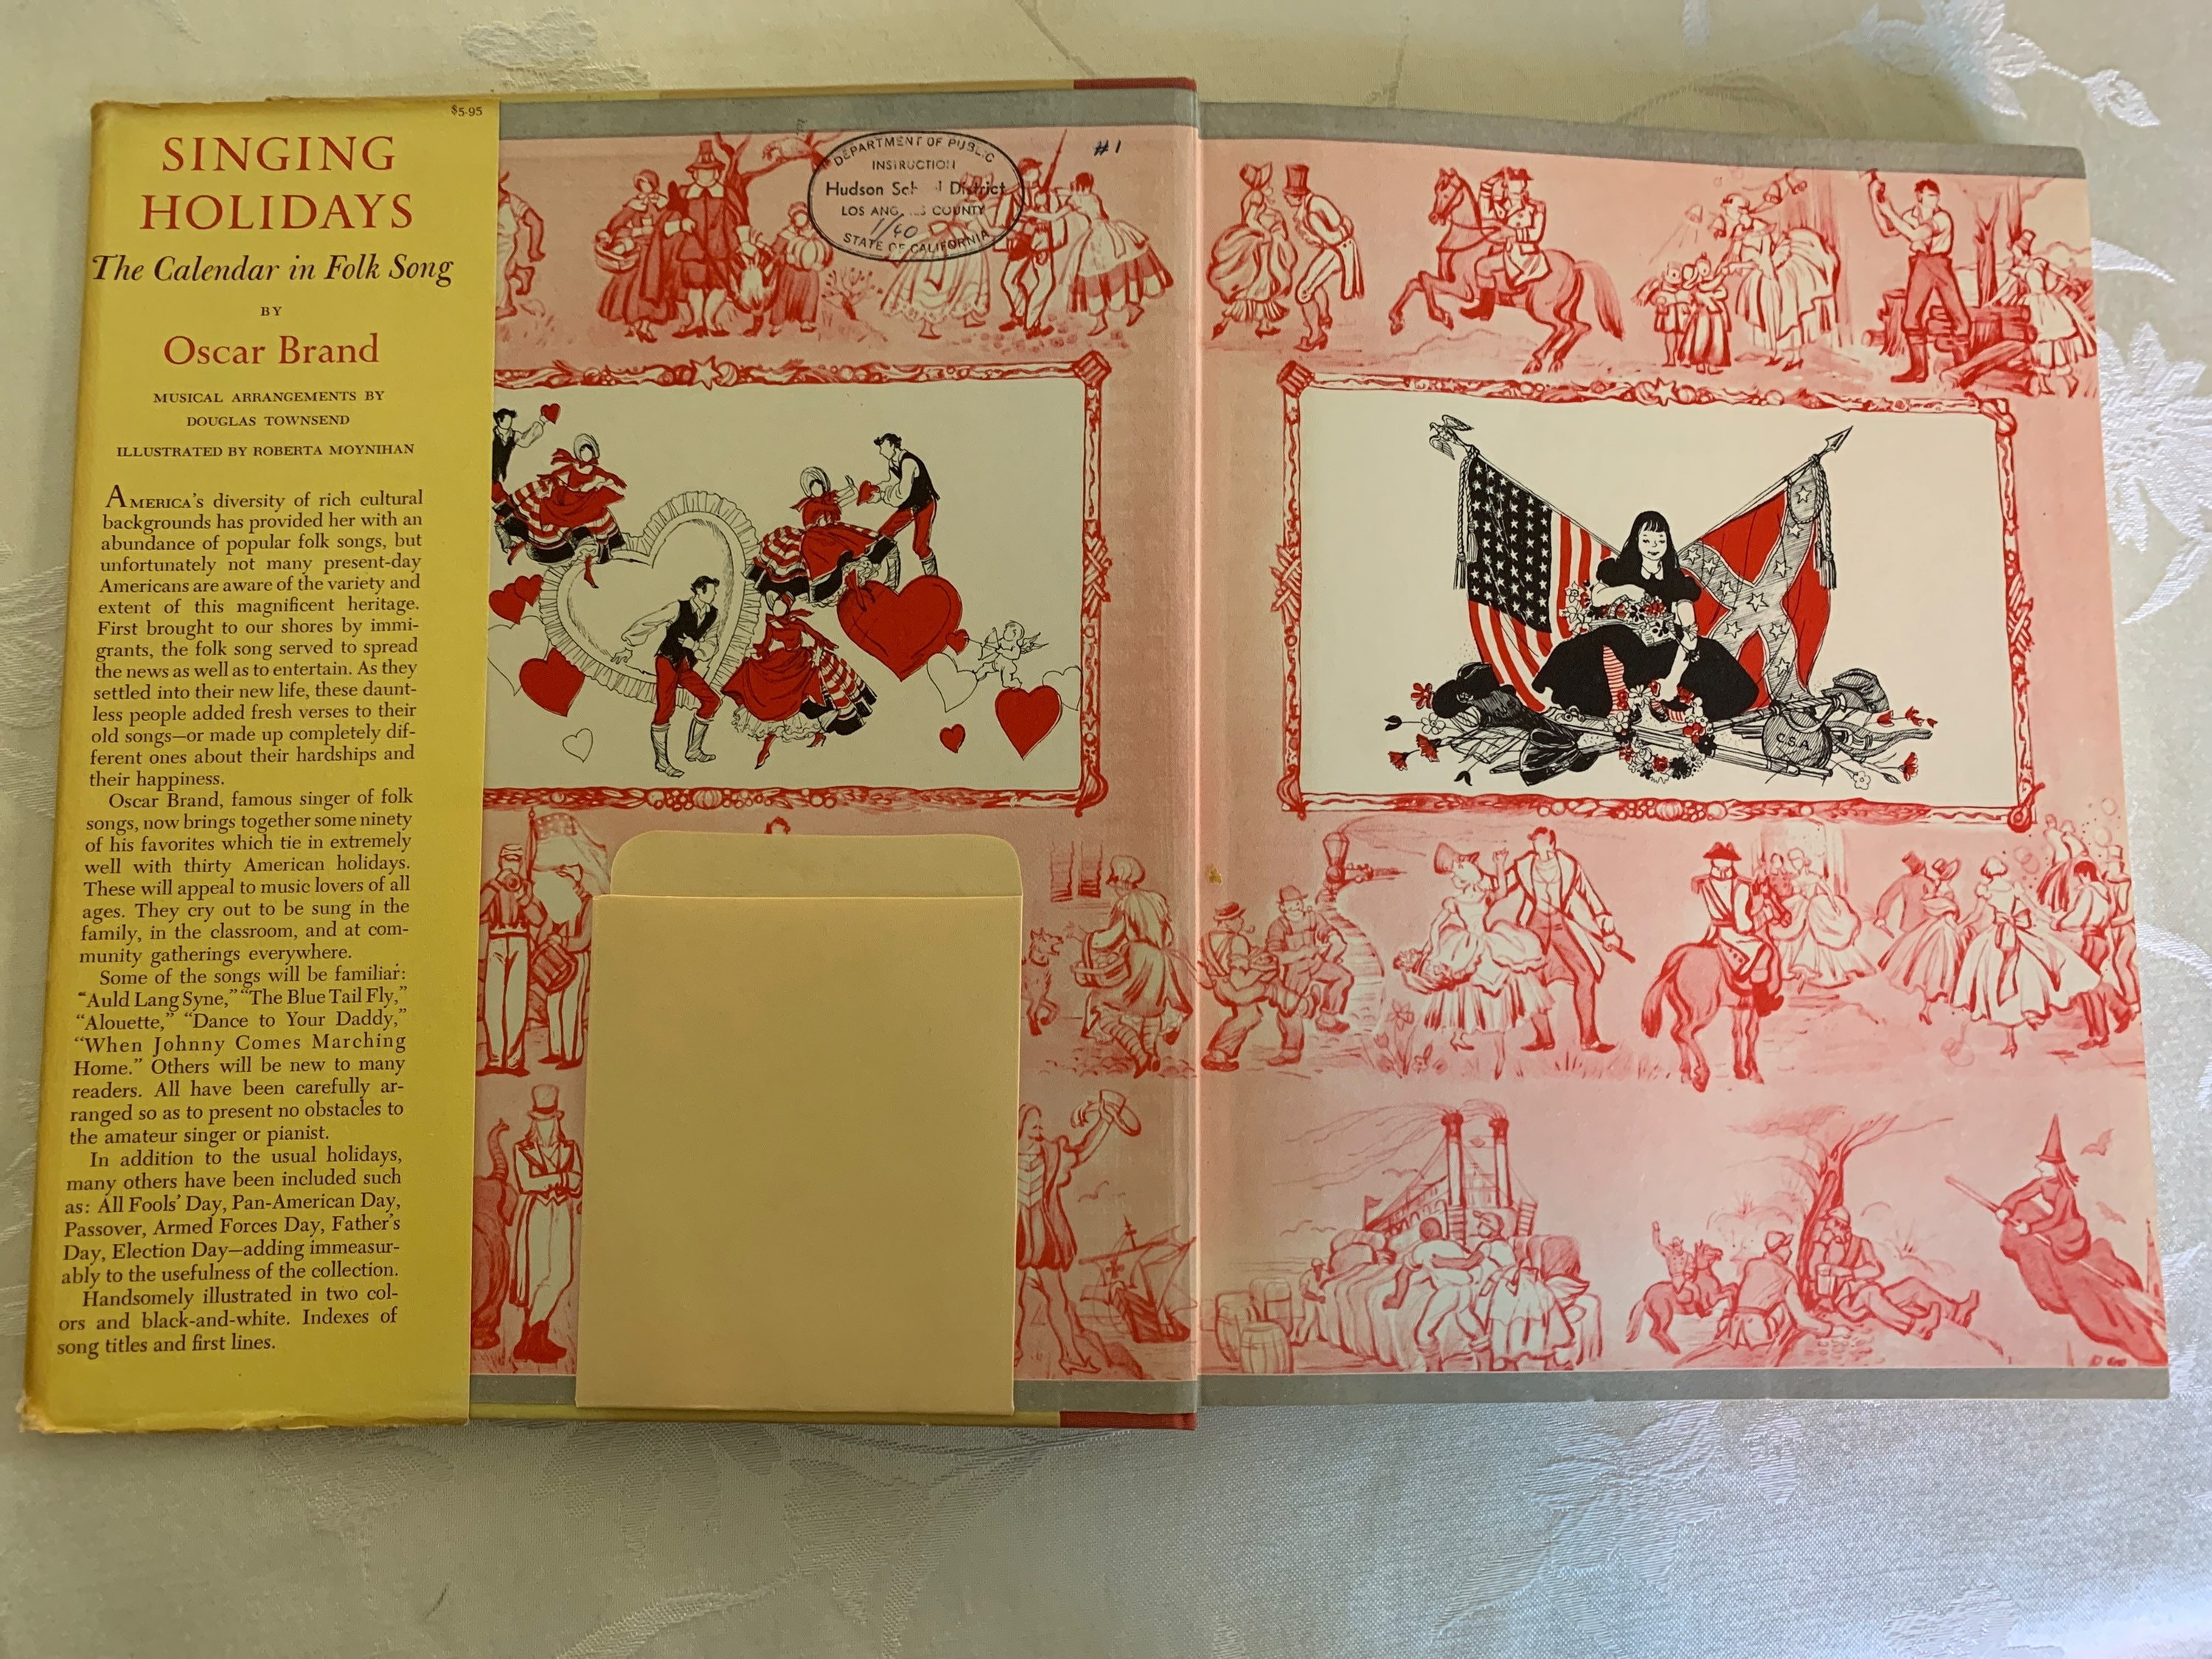 $5.95
SINGING
HOLIDAYS
The Calendar in Folk Song
BY
Oscar Brand
MUSICAL ARRANGEMENTS BY
DOUGLAS TOWNSEND
ILLUSTRATED BY ROBERTA MOYNIHAN
AMERICA'S diversity of rich cultural
backgrounds has provided her with an
abundance of popular folk songs, but
unfortunately not many present-day
Americans are aware of the variety and
extent of this magnificent heritage.
First brought to our shores by immi-
grants, the folk song served to spread
the news as well as to entertain. As they
settled into their new life, these daunt-
less people added fresh verses to their
old songs—or made up completely dif-
ferent ones about their hardships and
their happiness.
Oscar Brand, famous singer of folk
songs, now brings together some ninety
of his favorites which tie in extremely
well with thirty American holidays.
These will appeal to music lovers of all
ages. They cry out to be sung in the
family, in the classroom, and at com-
munity gatherings everywhere.
Some of the songs will be familiar:
"Auld Lang Syne," "The Blue Tail Fly,"
"Alouette," "Dance to Your Daddy,"
"When Johnny Comes Marching
Home." Others will be new to many
readers. All have been carefully ar-
ranged so as to present no obstacles to
the amateur singer or pianist.
In addition to the usual holidays,
many others have been included such
as: All Fools' Day, Pan-American Day,
Passover, Armed Forces Day, Father's
Day, Election Day—adding immeasur-
ably to the usefulness of the collection.
Handsomely illustrated in two col-
ors and black-and-white. Indexes of
song titles and first lines.
DEPARTMENT OF PUBLIC
INSTRUCTION
Hudson School District
LOS ANGELES COUNTY
1/40
STATE OF CALIFORNIA
#1
C.S.A.